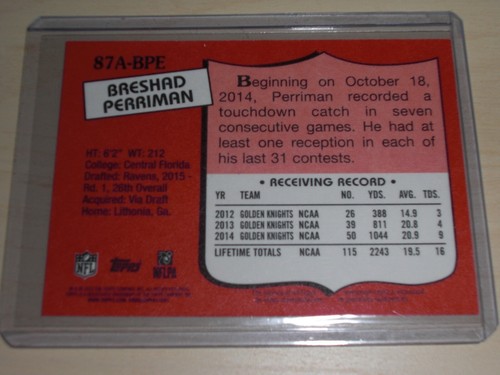 87A-BPE
BRESHAD
PERRIMAN
HT: 6'2" WT: 212
College: Central Florida
Drafted: Ravens, 2015 -
Rd. 1, 26th Overall
Acquired: Via Draft
Home: Lithonia, Ga.
NFL
Topps
NFLPA
Beginning on October 18,
2014, Perriman recorded a
touchdown catch in seven
consecutive games. He had at
least one reception in each of
his last 31 contests.
• RECEIVING RECORD •
YR TEAM NO. YDS. AVG. TDS.
2012 GOLDEN KNIGHTS NCAA 26 388 14.9 3
2013 GOLDEN KNIGHTS NCAA 39 811 20.8 4
2014 GOLDEN KNIGHTS NCAA 50 1044 20.9 9
LIFETIME TOTALS NCAA 115 2243 19.5 16